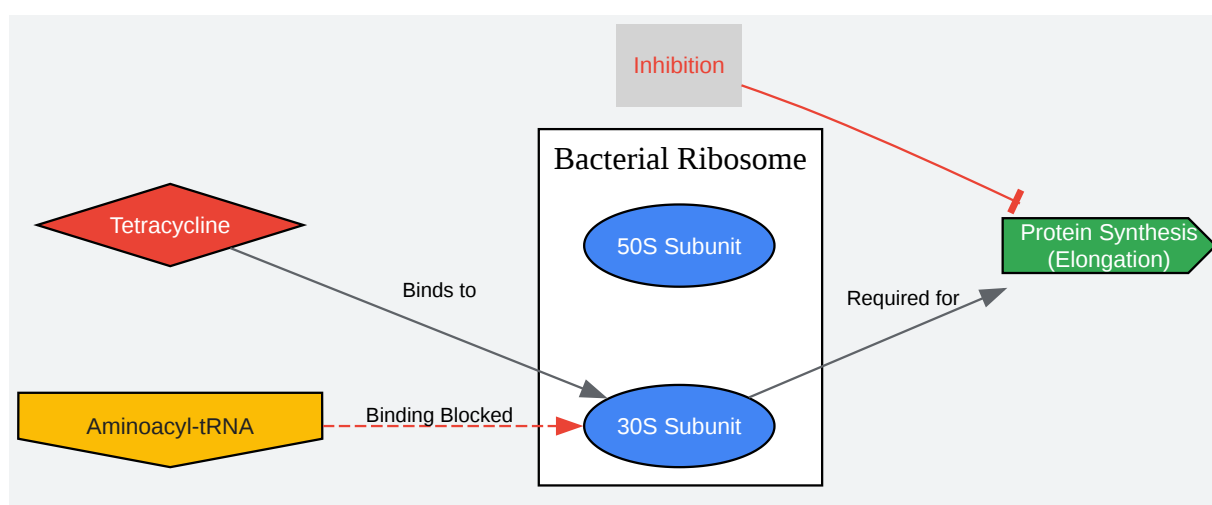 Inhibition
Bacterial Ribosome
Tetracycline
50S Subunit
Protein Synthesis
(Elongation)
Binds to
Required for
Aminoacyl-tRNA
Binding Blocked
30S Subunit